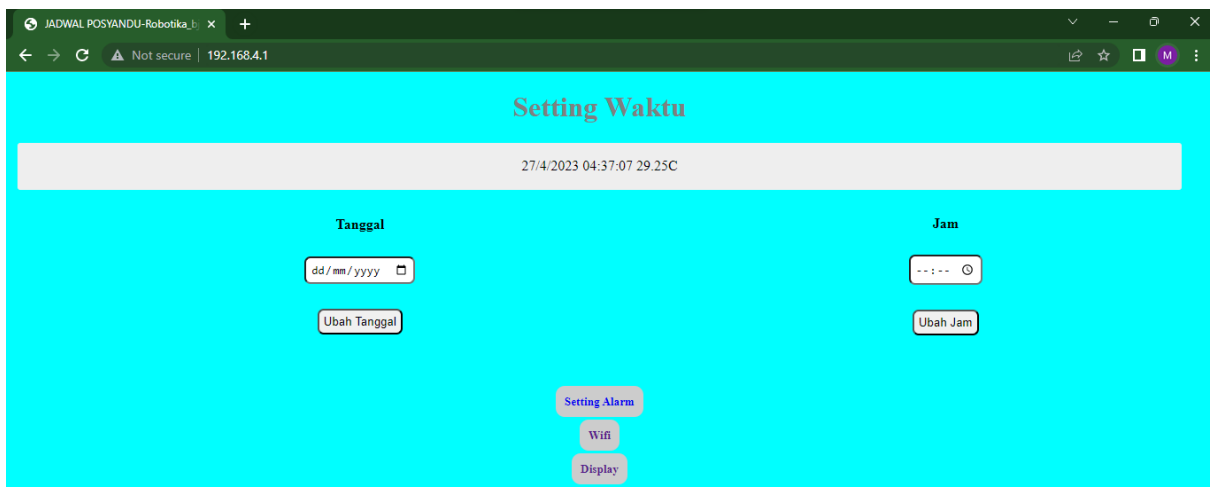 JADWAL POSYANDU-Robotika_bj
Not secure | 192.168.4.1
M
Setting Waktu
27/4/2023 04:37:07 29.25C
Tanggal
Jam
dd/mm/yyyy
--:--
Ubah Tanggal
Ubah Jam
Setting Alarm
Wifi
Display